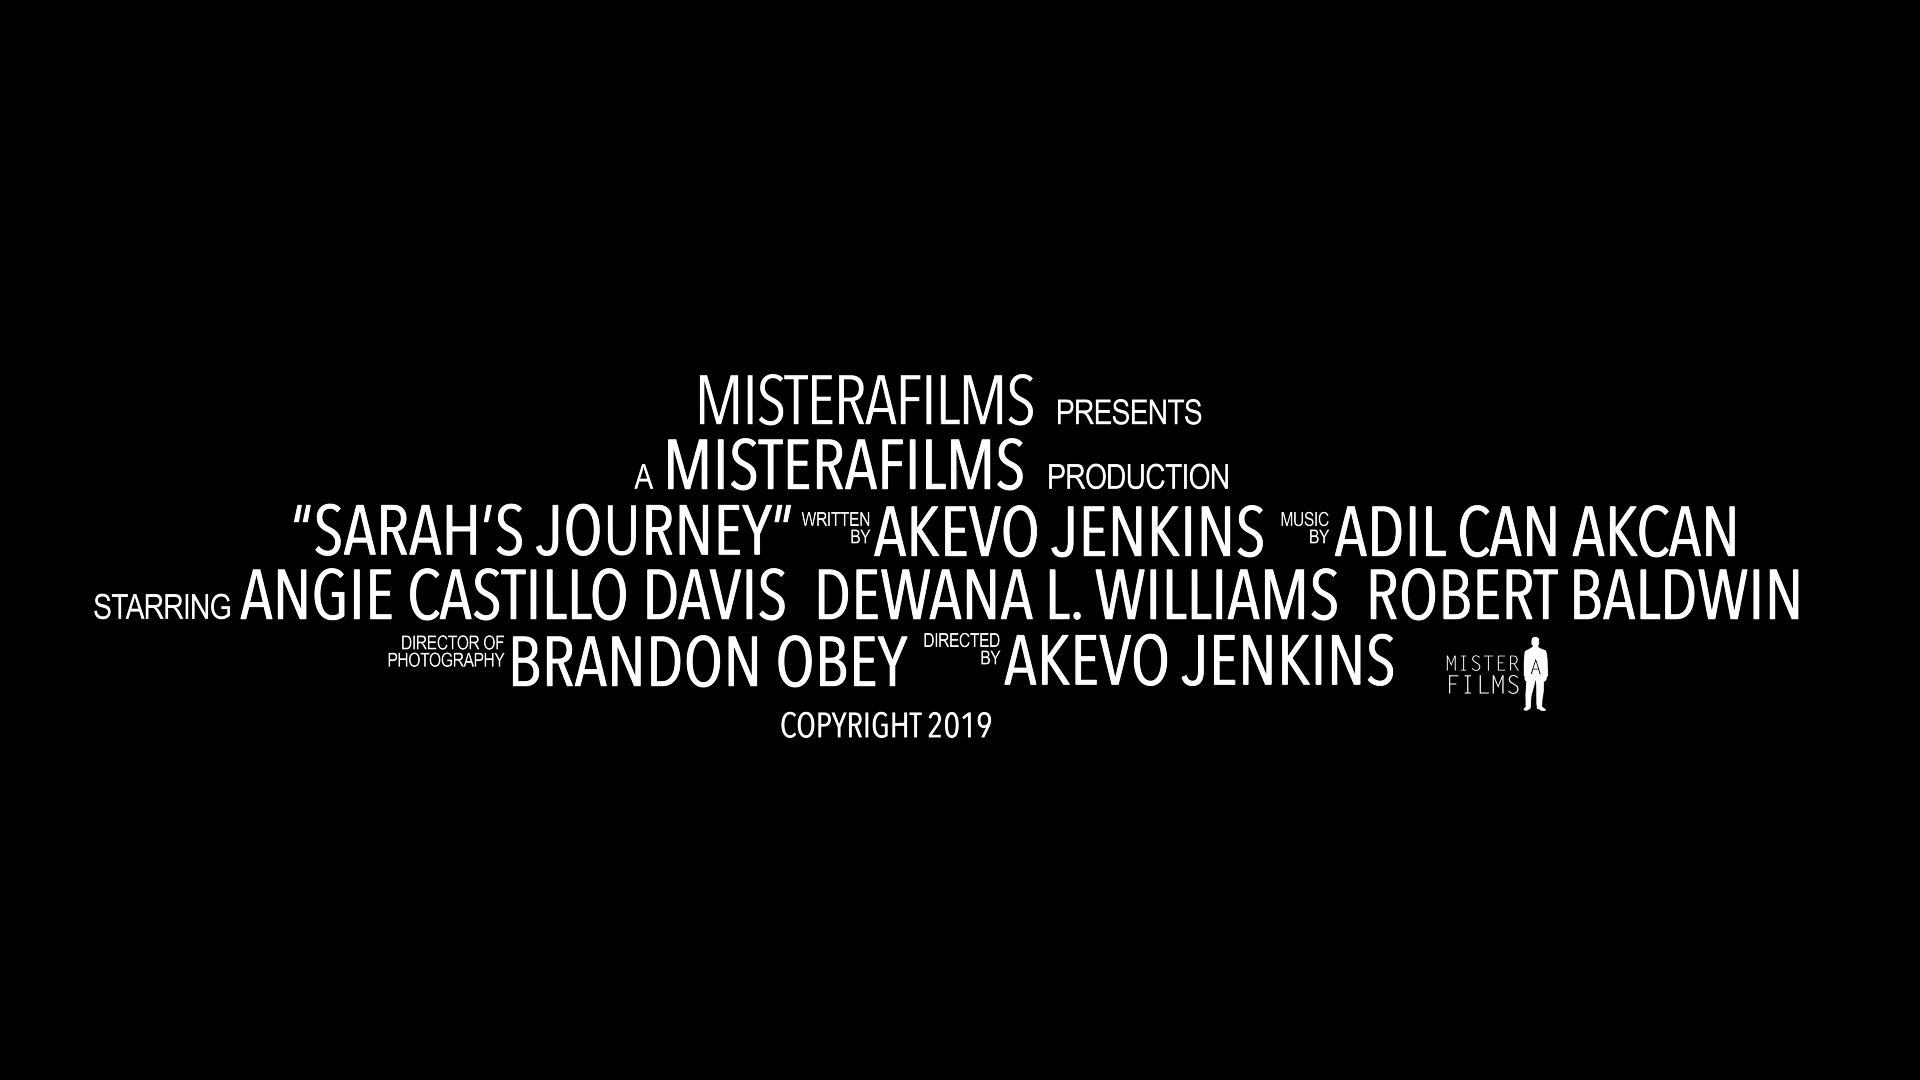 MISTERAFILMS PRESENTS
A MISTERAFILMS PRODUCTION
"SARAH'S JOURNEY" WRITTEN BY AKEVO JENKINS MUSIC BY ADIL CAN AKCAN
STARRING ANGIE CASTILLO DAVIS DEWANA L. WILLIAMS ROBERT BALDWIN
DIRECTOR OF PHOTOGRAPHY BRANDON OBEY DIRECTED BY AKEVO JENKINS
MISTER A
FILMS
COPYRIGHT 2019